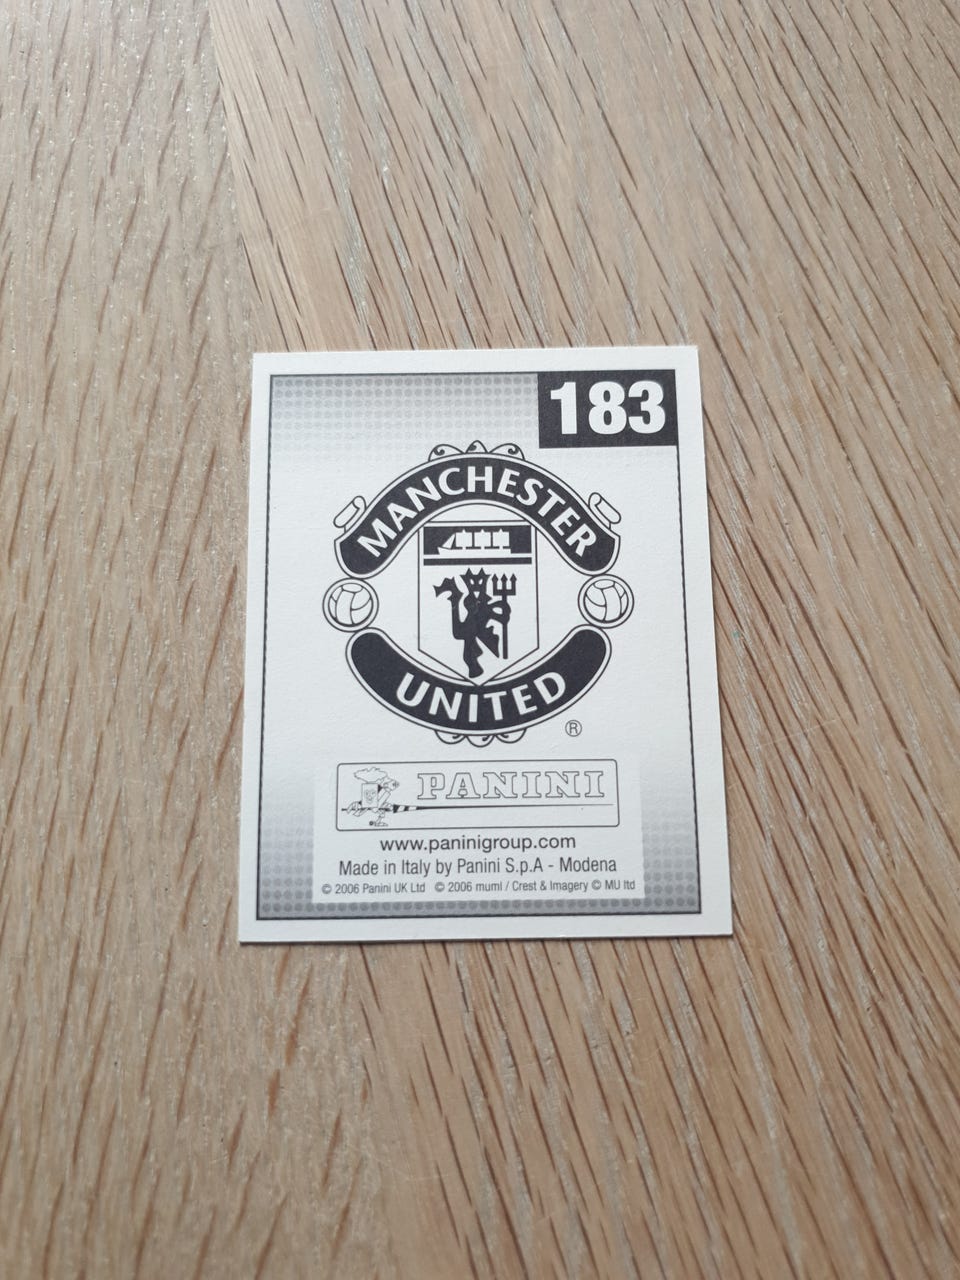 183
MANCHESTER
UNITED
®
PANINI
www.paninigroup.com
Made in Italy by Panini S.p.A - Modena
© 2006 Panini UK Ltd © 2006 muml / Crest & Imagery © MU ltd